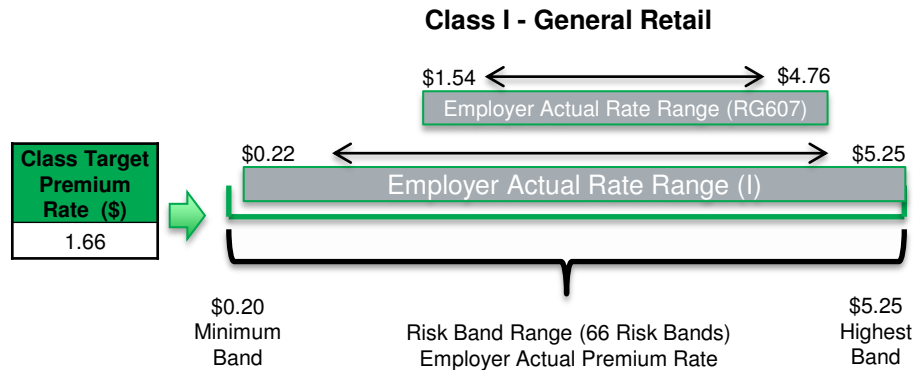 Class I - General Retail
$1.54 $4.76
Employer Actual Rate Range (RG607)
$0.22 $5.25
Employer Actual Rate Range (I)
Class Target
Premium
Rate ($)
1.66
$0.20
Minimum
Band
Risk Band Range (66 Risk Bands)
Employer Actual Premium Rate
$5.25
Highest
Band